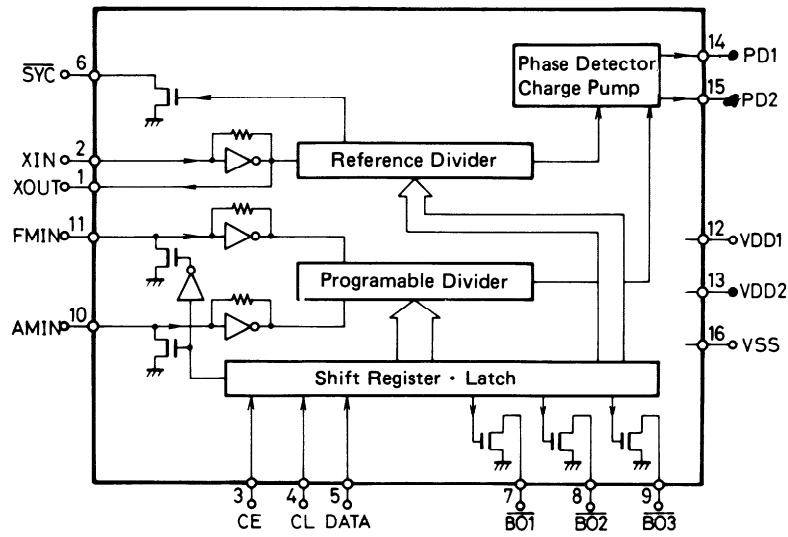 6
SYC
14
PD1
Phase Detector
Charge Pump
15
PD2
2
XIN
Reference Divider
1
XOUT
11
FMIN
12
VDD1
Programable Divider
13
VDD2
10
AMIN
16
VSS
Shift Register · Latch
3
4
5
7
8
9
CE
CL
DATA
BO1
BO2
BO3